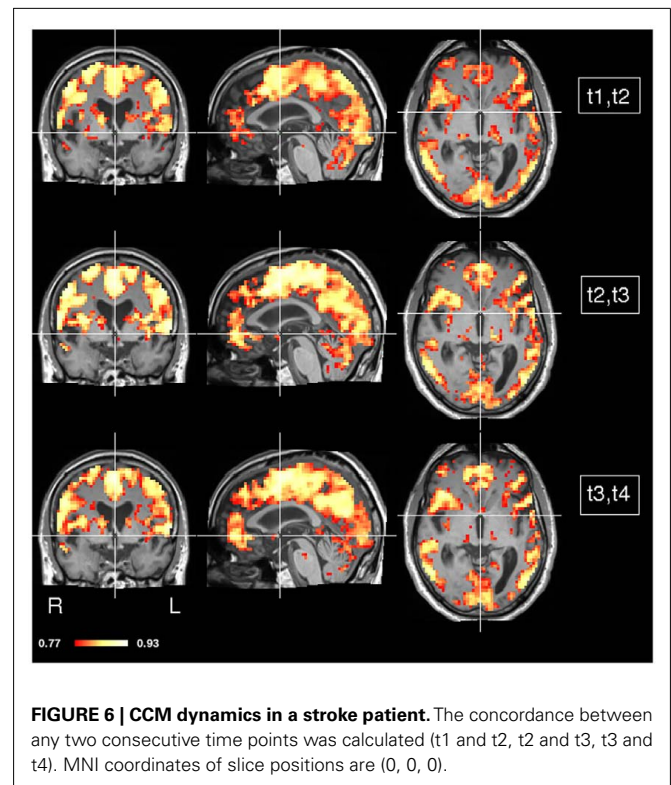 t1,t2
t2,t3
t3,t4
R L
0.77 0.93
FIGURE 6 | CCM dynamics in a stroke patient. The concordance between
any two consecutive time points was calculated (t1 and t2, t2 and t3, t3 and
t4). MNI coordinates of slice positions are (0, 0, 0).